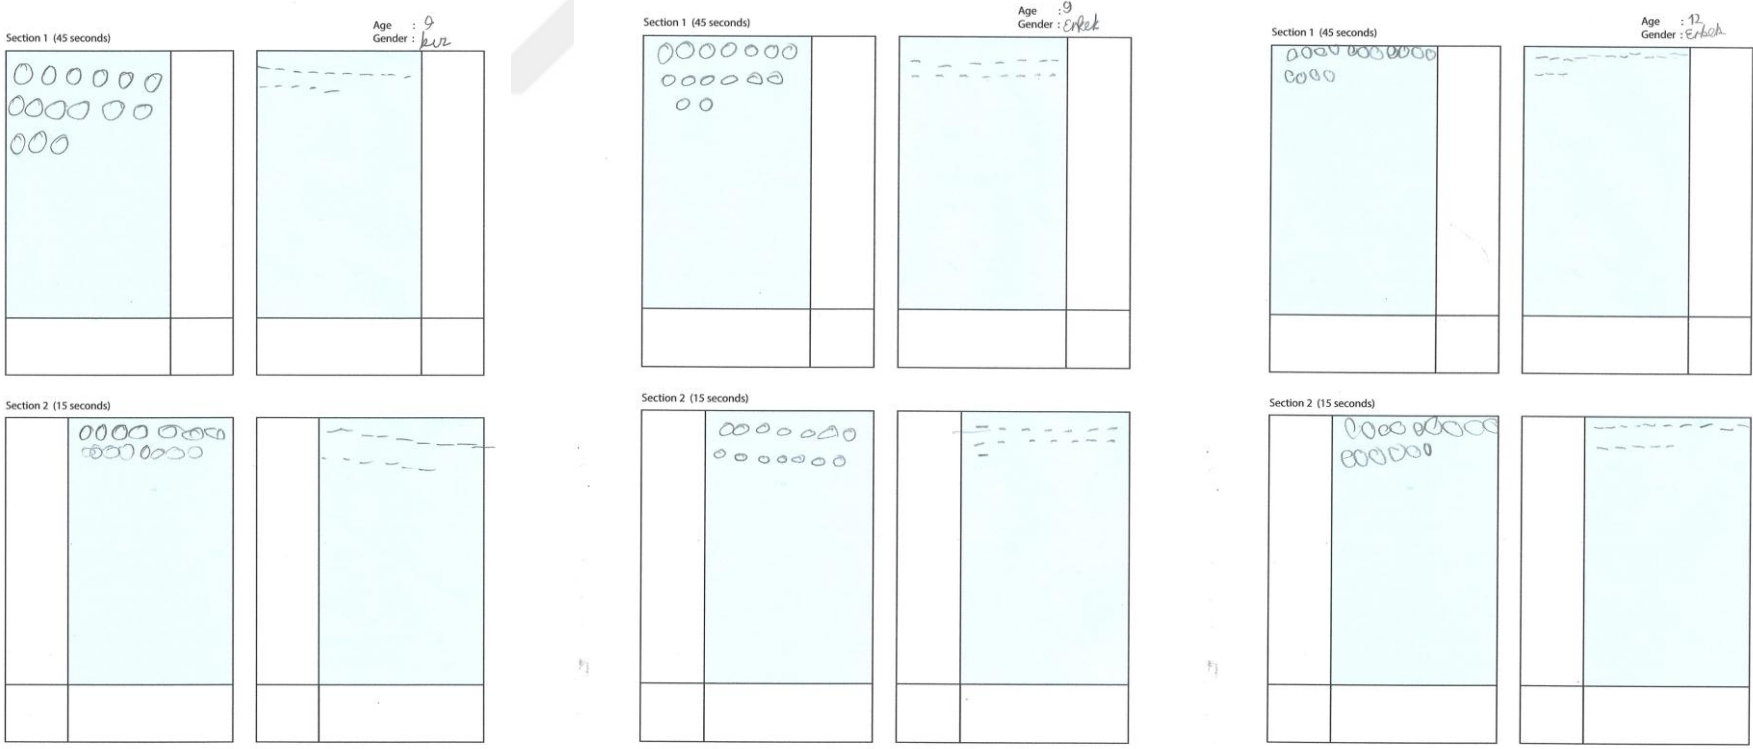 Age : 9
Gender : kız
Section 1 (45 seconds)
Section 2 (15 seconds)
Age : 9
Gender : Erkek
Section 1 (45 seconds)
Section 2 (15 seconds)
Age : 12
Gender : Erkek
Section 1 (45 seconds)
Section 2 (15 seconds)